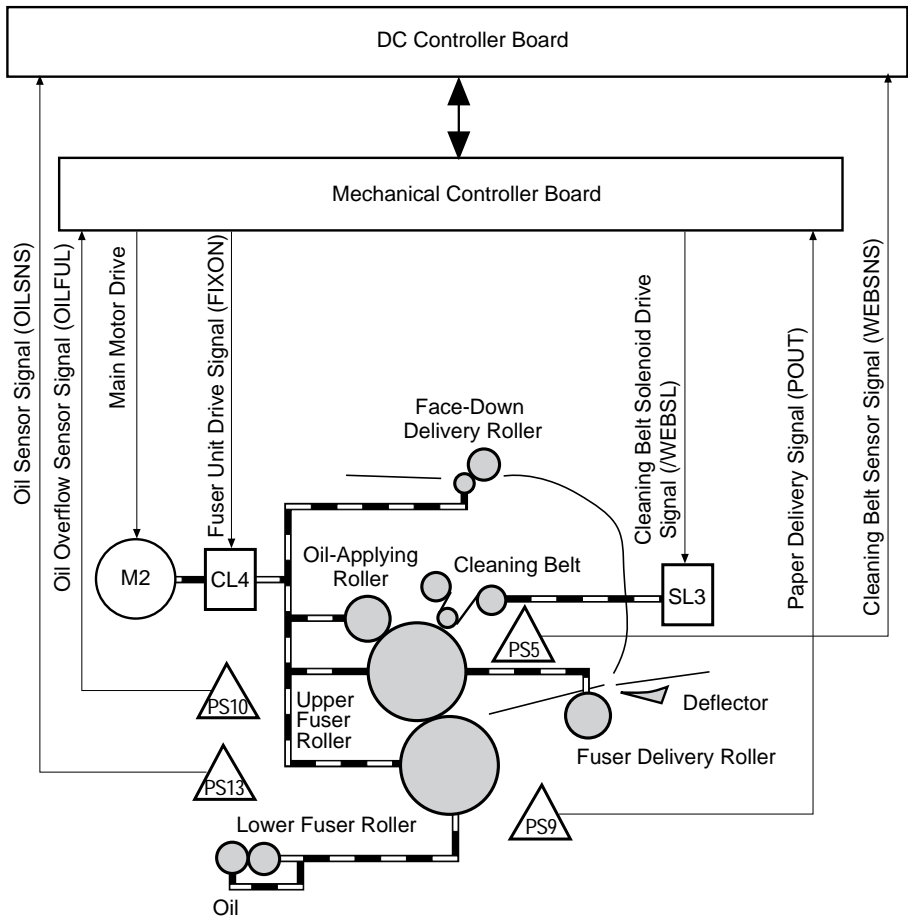 DC Controller Board
Mechanical Controller Board
Oil Sensor Signal (OILSNS)
Oil Overflow Sensor Signal (OILFUL)
Main Motor Drive
Fuser Unit Drive Signal (FIXON)
Cleaning Belt Solenoid Drive
Signal (/WEBSL)
Paper Delivery Signal (POUT)
Cleaning Belt Sensor Signal (WEBSNS)
Face-Down
Delivery Roller
M2
CL4
Oil-Applying
Roller
Cleaning Belt
SL3
PS5
PS10
Upper
Fuser
Roller
Deflector
Fuser Delivery Roller
PS13
PS9
Lower Fuser Roller
Oil